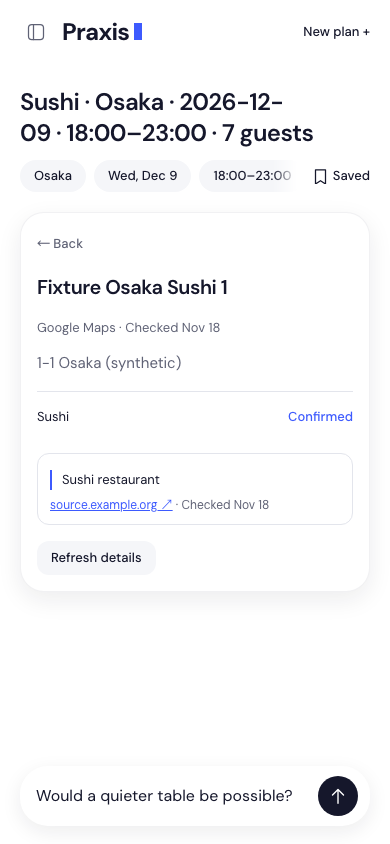 Praxis
New plan +
Sushi · Osaka · 2026-12-
09 · 18:00–23:00 · 7 guests
Osaka
Wed, Dec 9
18:00–23:00
Saved
← Back
Fixture Osaka Sushi 1
Google Maps · Checked Nov 18
1-1 Osaka (synthetic)
Sushi
Confirmed
Sushi restaurant
source.example.org ↗ · Checked Nov 18
Refresh details
Would a quieter table be possible?